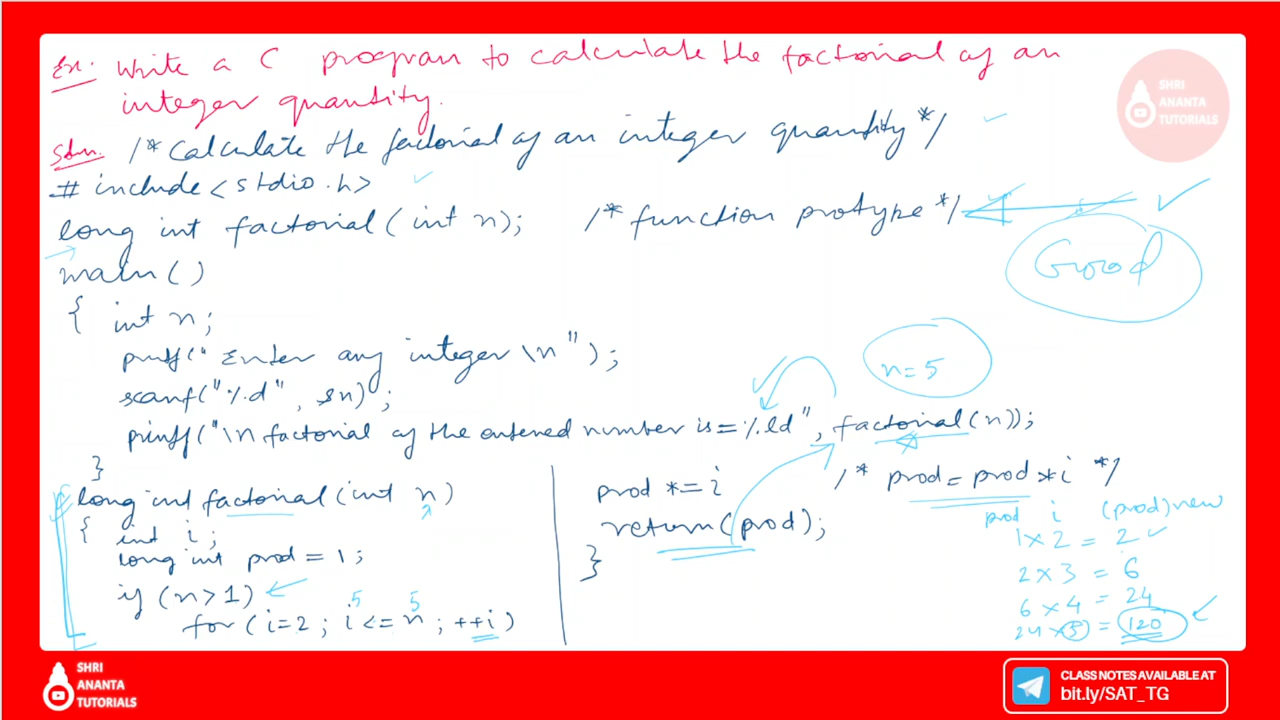 Ex:- Write a C program to calculate the factorial of an
integer quantity.
Soln. /* Calculate the factorial of an integer quantity */
# include <stdio.h>
long int factorial (int n); /* function protype */
Good
main ( )
{ int n;
printf(" Enter any integer \n");
scanf("%d", &n);
n = 5
printf("\n factorial of the entered number is = %ld", factorial(n));
}
long int factorial (int n)
{ int i;
long int prod = 1;
if (n>1)
5 5
for (i=2 ; i <= n ; ++i)
prod *= i /* prod = prod * i */
return (prod);
}
prod i (prod) new
1 x 2 = 2
2 x 3 = 6
6 x 4 = 24
24 x 5 = 120
SHRI
ANANTA
TUTORIALS
SHRI
ANANTA
TUTORIALS
CLASS NOTES AVAILABLE AT
bit.ly/SAT_TG